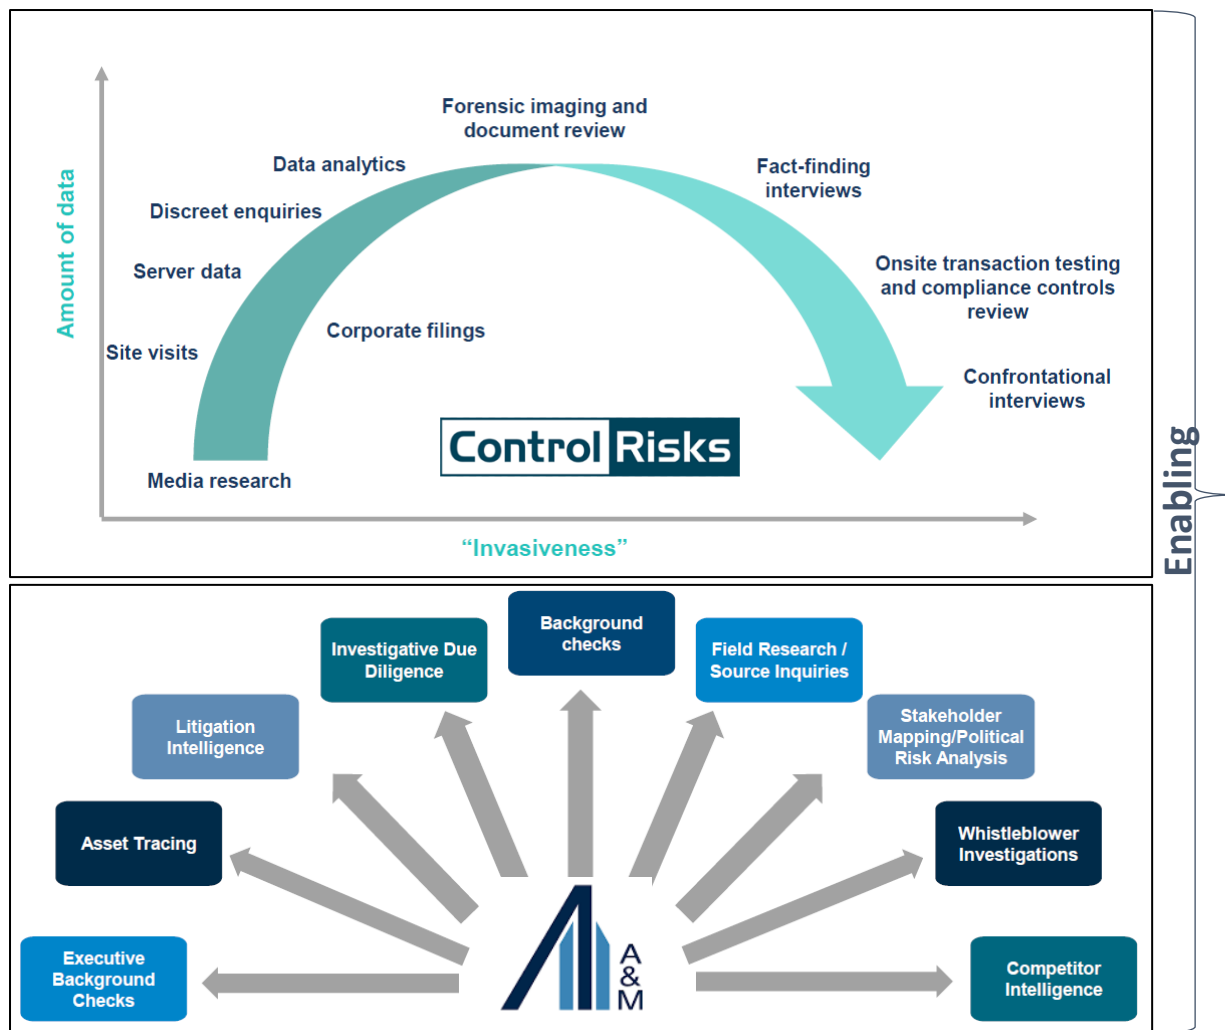 Forensic imaging and
document review
Data analytics
Fact-finding
interviews
Discreet enquiries
Server data
Onsite transaction testing
and compliance controls
review
Corporate filings
Site visits
Confrontational
interviews
Media research
Amount of data
“Invasiveness”
Control Risks
Enabling
Background
checks
Investigative Due
Diligence
Field Research /
Source Inquiries
Litigation
Intelligence
Stakeholder
Mapping/Political
Risk Analysis
Asset Tracing
Whistleblower
Investigations
Executive
Background
Checks
Competitor
Intelligence
A&M